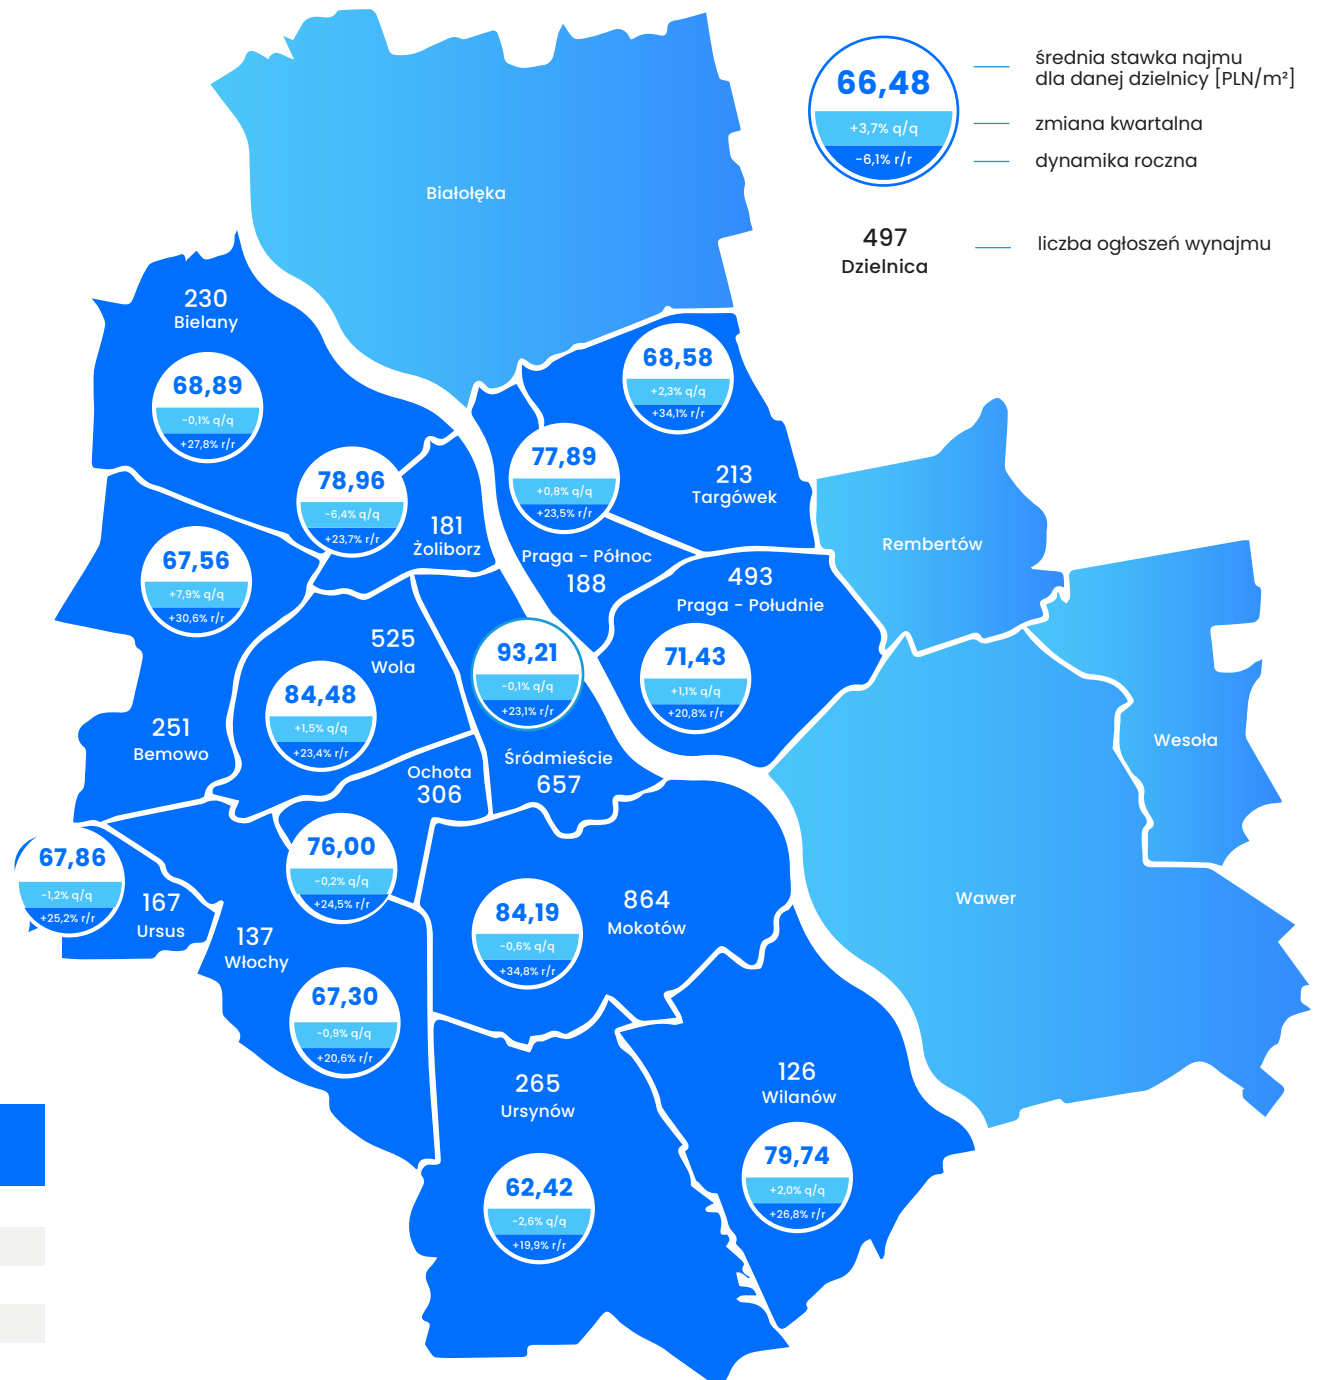 66,48
+3,7% q/q
-6,1% r/r
średnia stawka najmu
dla danej dzielnicy [PLN/m²]
zmiana kwartalna
dynamika roczna
497
Dzielnica
liczba ogłoszeń wynajmu
Białołęka
230
Bielany
68,89
-0,1% q/q
+27,8% r/r
68,58
+2,3% q/q
+34,1% r/r
213
Targówek
78,96
-6,4% q/q
+23,7% r/r
181
Żoliborz
77,89
+0,8% q/q
+23,5% r/r
Praga - Północ
188
Rembertów
67,56
+7,9% q/q
+30,6% r/r
251
Bemowo
525
Wola
84,48
+1,5% q/q
+23,4% r/r
93,21
-0,1% q/q
+23,1% r/r
Śródmieście
657
493
Praga - Południe
71,43
+1,1% q/q
+20,8% r/r
Wesoła
Ochota
306
76,00
-0,2% q/q
+24,5% r/r
67,86
-1,2% q/q
+25,2% r/r
167
Ursus
137
Włochy
67,30
-0,9% q/q
+20,6% r/r
84,19
-0,6% q/q
+34,8% r/r
864
Mokotów
Wawer
265
Ursynów
62,42
-2,6% q/q
+19,9% r/r
126
Wilanów
79,74
+2,0% q/q
+26,8% r/r